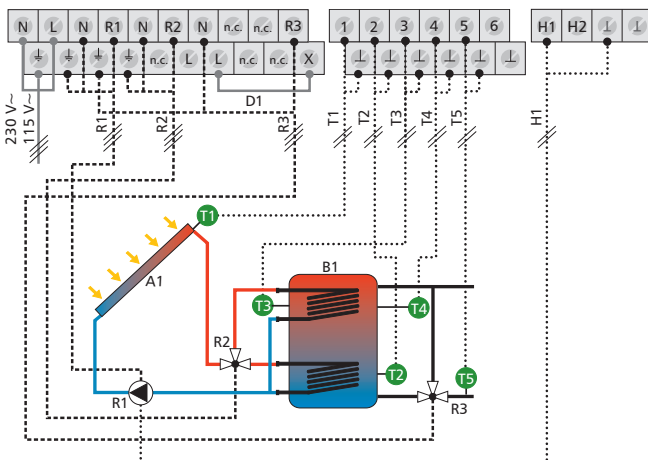 N L N R1 N R2 N n.c. n.c. R3
1 2 3 4 5 6
H1 H2 ⊥ ⊥
n.c. L L n.c. n.c. X
⊥ ⊥ ⊥ ⊥ ⊥ ⊥
D1
230 V~
115 V~
R1
R2
R3
T1
T2
T3
T4
T5
H1
T1
A1
B1
T3
T4
R2
T2
T5
R1
R3